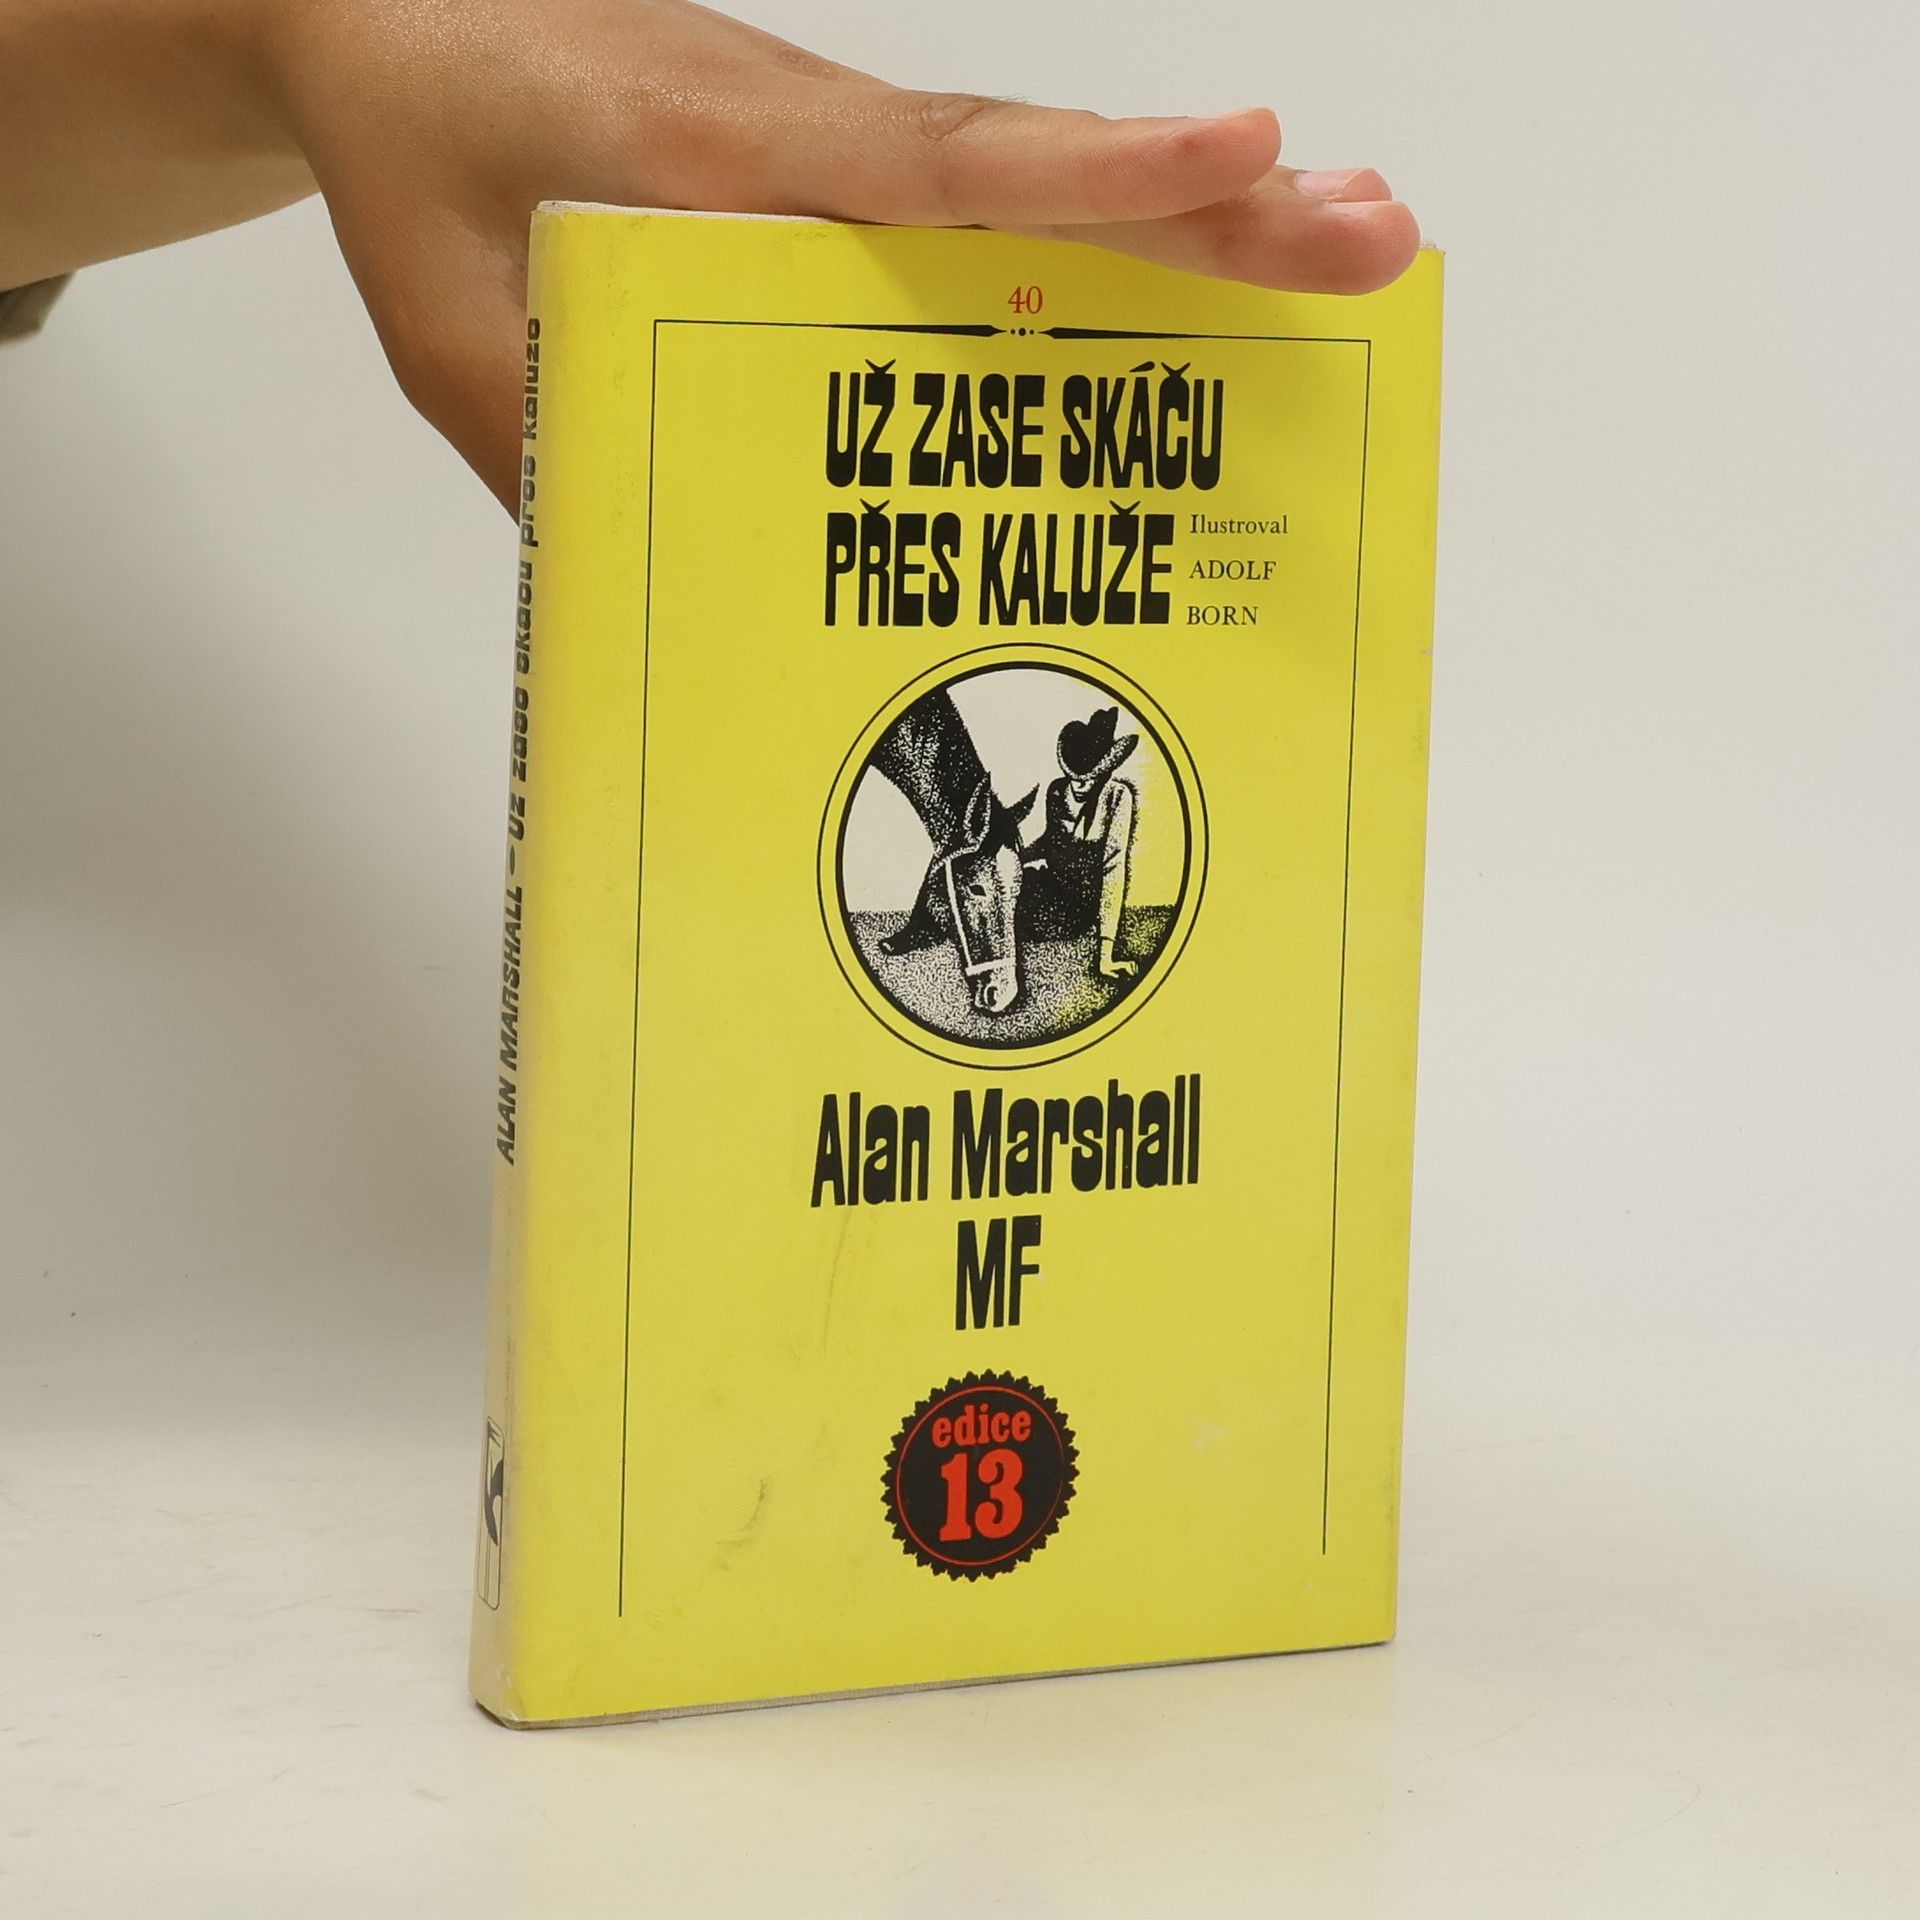 40
UŽ ZASE SKÁČU
PŘES KALUŽE
Ilustroval
ADOLF
BORN
Alan Marshall
MF
edice
13
ALAN MARSHALL – Už zase skáču přes kaluže